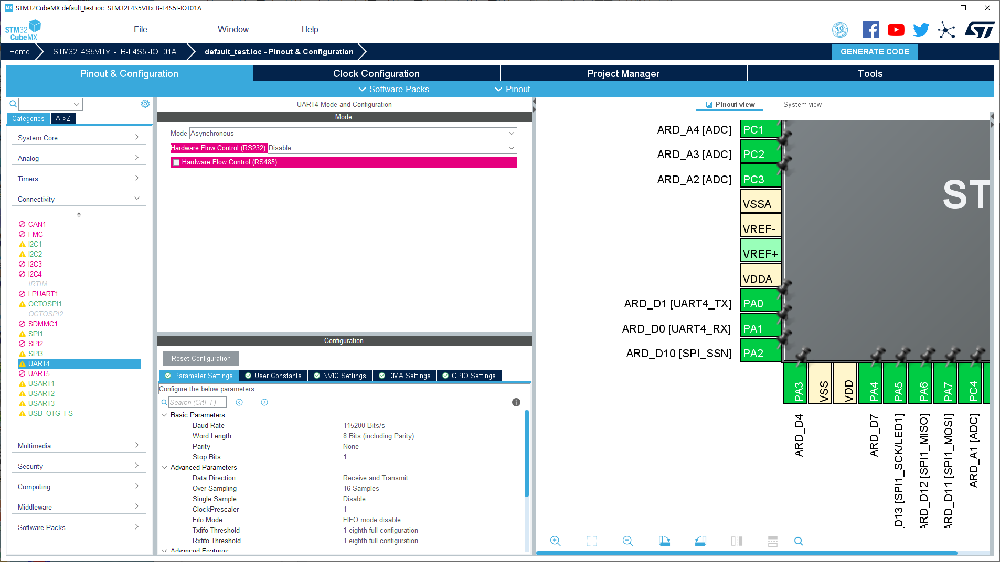 MX STM32CubeMX default_test.ioc: STM32L4S5VITx B-L4S5I-IOT01A
STM32 CubeMX
File Window Help
10
Home STM32L4S5VITx - B-L4S5I-IOT01A default_test.ioc - Pinout & Configuration GENERATE CODE
Pinout & Configuration Clock Configuration Project Manager Tools
Software Packs Pinout
Categories A->Z
System Core
Analog
Timers
Connectivity
CAN1
FMC
I2C1
I2C2
I2C3
I2C4
IRTIM
LPUART1
OCTOSPI1
OCTOSPI2
SDMMC1
SPI1
SPI2
SPI3
UART4
UART5
USART1
USART2
USART3
USB_OTG_FS
Multimedia
Security
Computing
Middleware
Software Packs
UART4 Mode and Configuration
Mode
Mode Asynchronous
Hardware Flow Control (RS232) Disable
Hardware Flow Control (RS485)
Configuration
Reset Configuration
Parameter Settings User Constants NVIC Settings DMA Settings GPIO Settings
Configure the below parameters :
Search (Crtl+F)
Basic Parameters
Baud Rate 115200 Bits/s
Word Length 8 Bits (including Parity)
Parity None
Stop Bits 1
Advanced Parameters
Data Direction Receive and Transmit
Over Sampling 16 Samples
Single Sample Disable
ClockPrescaler 1
Fifo Mode FIFO mode disable
Txfifo Threshold 1 eighth full configuration
Rxfifo Threshold 1 eighth full configuration
Advanced Features
Pinout view System view
ARD_A4 [ADC] PC1
ARD_A3 [ADC] PC2
ARD_A2 [ADC] PC3
VSSA
VREF-
VREF+
VDDA
ARD_D1 [UART4_TX] PA0
ARD_D0 [UART4_RX] PA1
ARD_D10 [SPI_SSN] PA2
ST
PA3 VSS VDD PA4 PA5 PA6 PA7 PC4
ARD_D4
ARD_D7
D13 [SPI1_SCK/LED1]
ARD_D12 [SPI1_MISO]
ARD_D11 [SPI1_MOSI]
ARD_A1 [ADC]